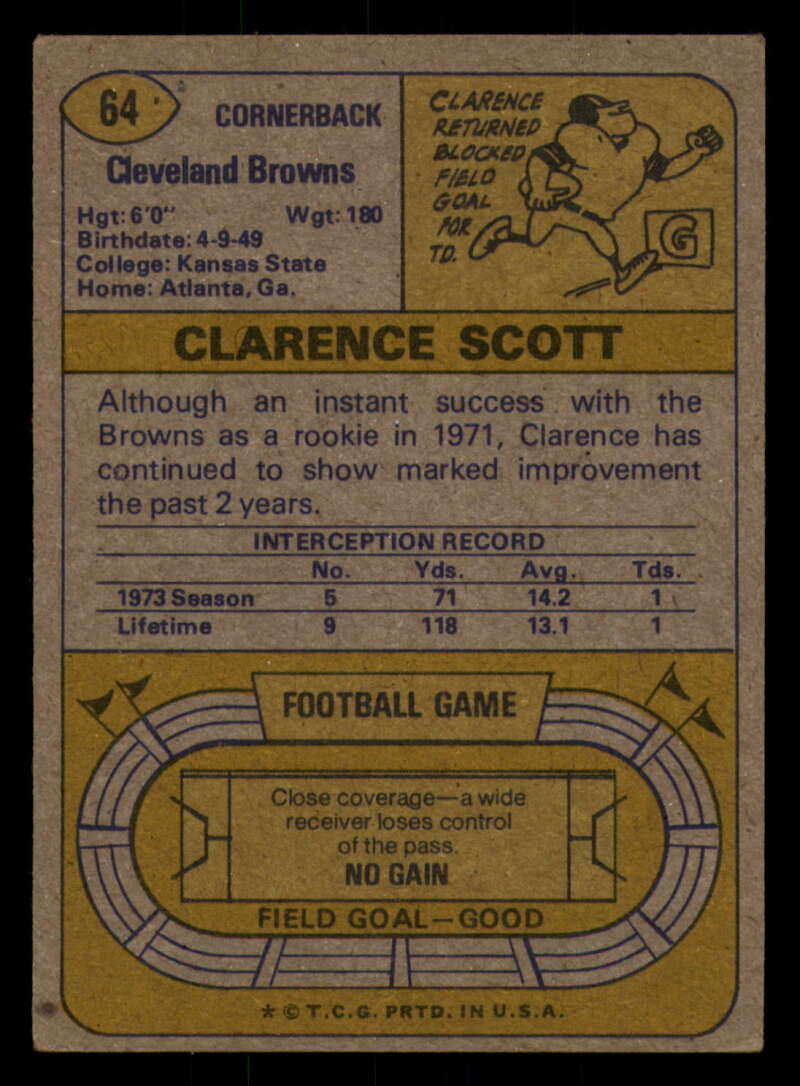 64
CORNERBACK
Cleveland Browns
Hgt: 6'0" Wgt: 180
Birthdate: 4-9-49
College: Kansas State
Home: Atlanta, Ga.
CLARENCE
RETURNED
BLOCKED
FIELD
GOAL
FOR
TD.
G
CLARENCE SCOTT
Although an instant success with the
Browns as a rookie in 1971, Clarence has
continued to show marked improvement
the past 2 years.
INTERCEPTION RECORD
No. Yds. Avg. Tds.
1973 Season 5 71 14.2 1
Lifetime 9 118 13.1 1
FOOTBALL GAME
Close coverage—a wide
receiver loses control
of the pass.
NO GAIN
FIELD GOAL—GOOD
* © T.C.G. PRTD. IN U.S.A.